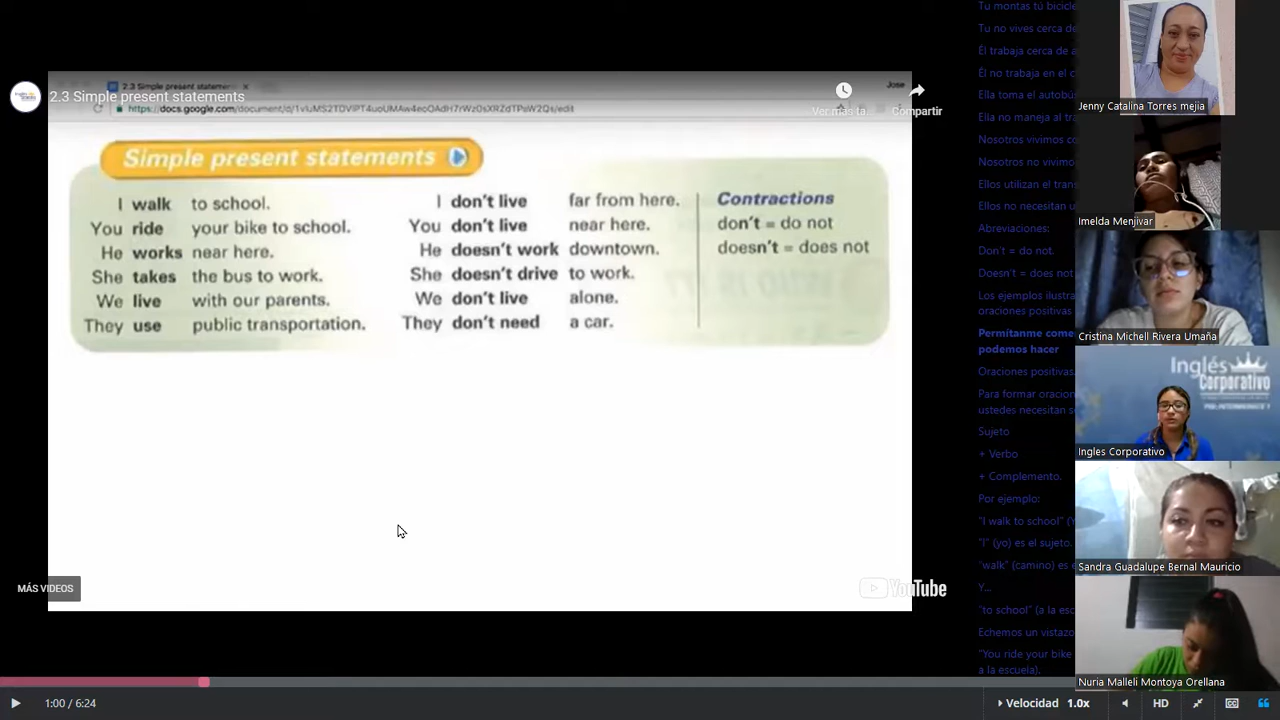 2.3 Simple present statements
Ver más ta...
Compartir
Simple present statements
I walk to school.
You ride your bike to school.
He works near here.
She takes the bus to work.
We live with our parents.
They use public transportation.
I don't live far from here.
You don't live near here.
He doesn't work downtown.
She doesn't drive to work.
We don't live alone.
They don't need a car.
Contractions
don't = do not
doesn't = does not
MÁS VIDEOS
YouTube
1:00 / 6:24
Velocidad 1.0x
HD
CC
Tu montas tú bicicle
Tu no vives cerca de
Él trabaja cerca de a
Él no trabaja en el c
Ella toma el autobús
Ella no maneja al tra
Nosotros vivimos co
Nosotros no vivimo
Ellos utilizan el trans
Ellos no necesitan u
Abreviaciones:
Don't = do not.
Doesn't = does not
Los ejemplos ilustra
oraciones positivas
Permítanme come
podemos hacer
Oraciones positivas.
Para formar oracion
ustedes necesitan s
Sujeto
+ Verbo
+ Complemento.
Por ejemplo:
"I walk to school" (Y
"I" (yo) es el sujeto.
"walk" (camino) es e
Y...
"to school" (a la esc
Echemos un vistazo
"You ride your bike
a la escuela).
Jenny Catalina Torres mejia
Imelda Menjivar
Cristina Michell Rivera Umaña
Inglés
Corporativo
Ingles Corporativo
Sandra Guadalupe Bernal Mauricio
Nuria Malleli Montoya Orellana